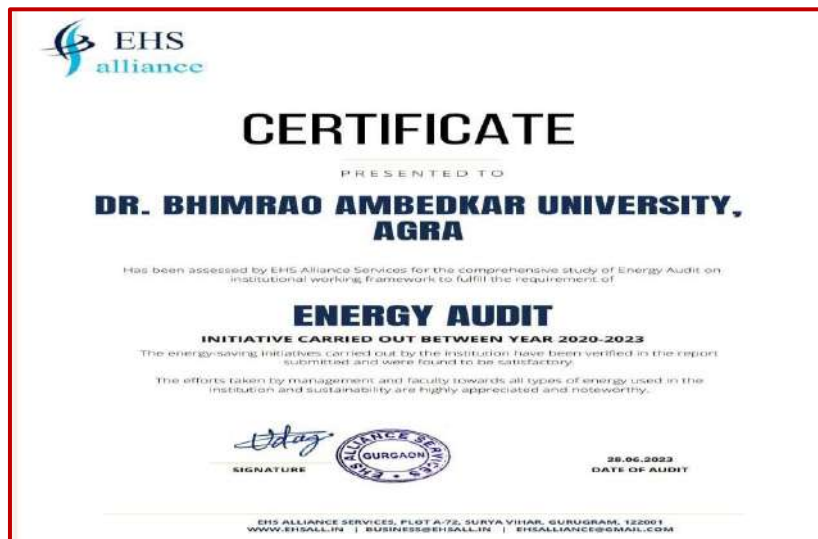 EHS
alliance
CERTIFICATE
PRESENTED TO
DR. BHIMRAO AMBEDKAR UNIVERSITY,
AGRA
Has been assessed by EHS Alliance Services for the comprehensive study of Energy Audit on
institutional working framework to fulfill the requirement of
ENERGY AUDIT
INITIATIVE CARRIED OUT BETWEEN YEAR 2020-2023
The energy-saving initiatives carried out by the institution have been verified in the report
submitted and were found to be satisfactory.
The efforts taken by management and faculty towards all types of energy used in the
institution and sustainability are highly appreciated and noteworthy.
Udag
EHS ALLIANCE SERVICES
GURGAON
SIGNATURE
28.06.2023
DATE OF AUDIT
EHS ALLIANCE SERVICES, PLOT A-72, SURYA VIHAR, GURUGRAM, 122001
WWW.EHSALL.IN | BUSINESS@EHSALL.IN | EHSALLIANCE@GMAIL.COM